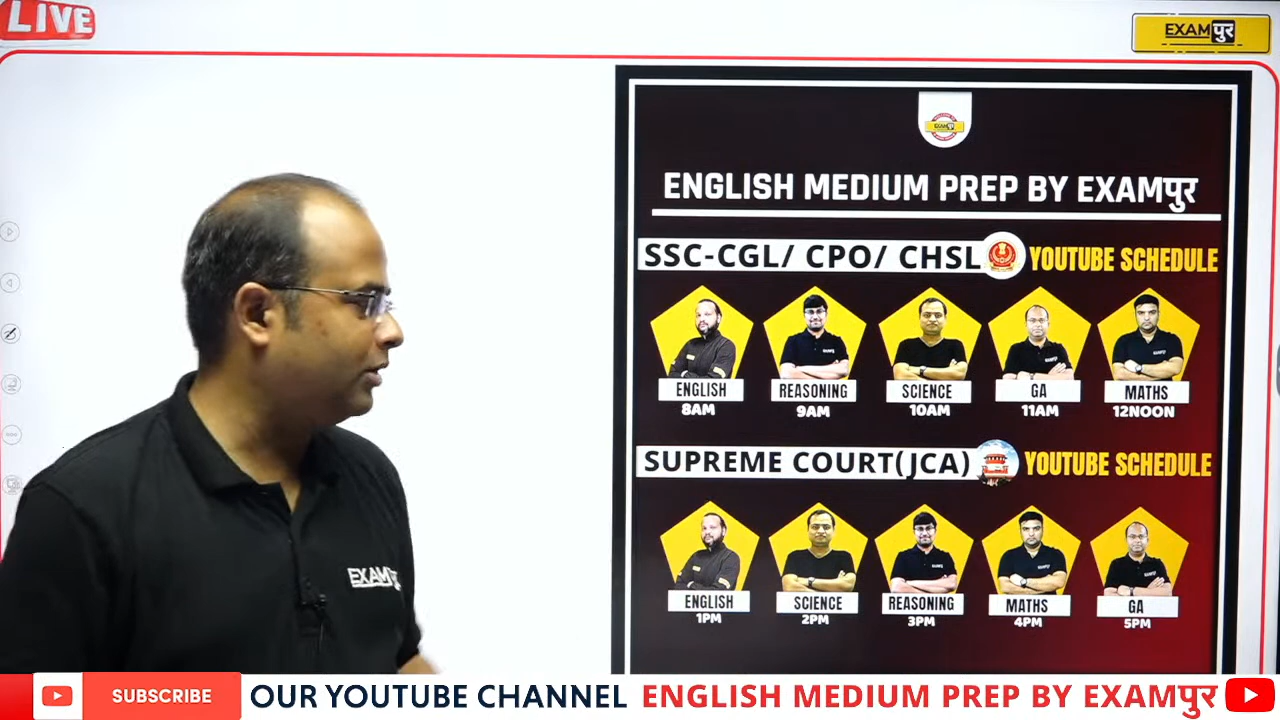 LIVE
EXAMपुर
ENGLISH MEDIUM PREP BY EXAMपुर
SSC-CGL/ CPO/ CHSL YOUTUBE SCHEDULE
ENGLISH REASONING SCIENCE GA MATHS
8AM 9AM 10AM 11AM 12NOON
SUPREME COURT(JCA) YOUTUBE SCHEDULE
ENGLISH SCIENCE REASONING MATHS GA
1PM 2PM 3PM 4PM 5PM
EXAMपुर
SUBSCRIBE OUR YOUTUBE CHANNEL ENGLISH MEDIUM PREP BY EXAMपुर